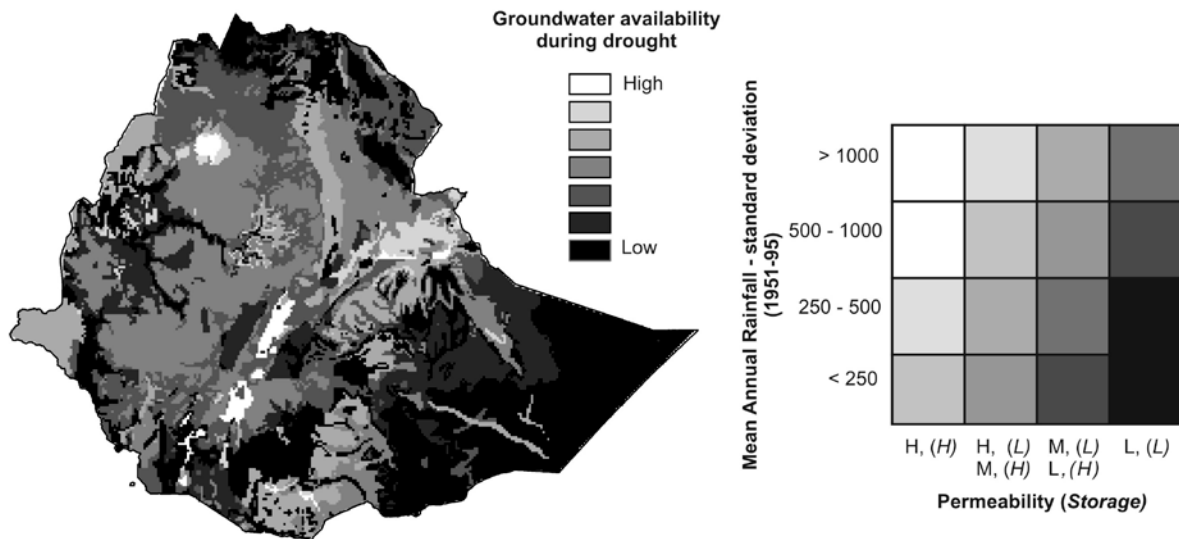 Groundwater availability
during drought
High
Low
Mean Annual Rainfall - standard deviation
(1951-95)
> 1000
500 - 1000
250 - 500
< 250
H, (H)
H, (L)
M, (H)
M, (L)
L, (H)
L, (L)
Permeability (Storage)